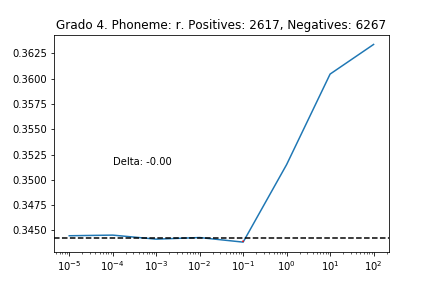 Grado 4. Phoneme: r. Positives: 2617, Negatives: 6267
0.3625
0.3600
0.3575
0.3550
0.3525
0.3500
0.3475
0.3450
Delta: -0.00
10⁻⁵ 10⁻⁴ 10⁻³ 10⁻² 10⁻¹ 10⁰ 10¹ 10²